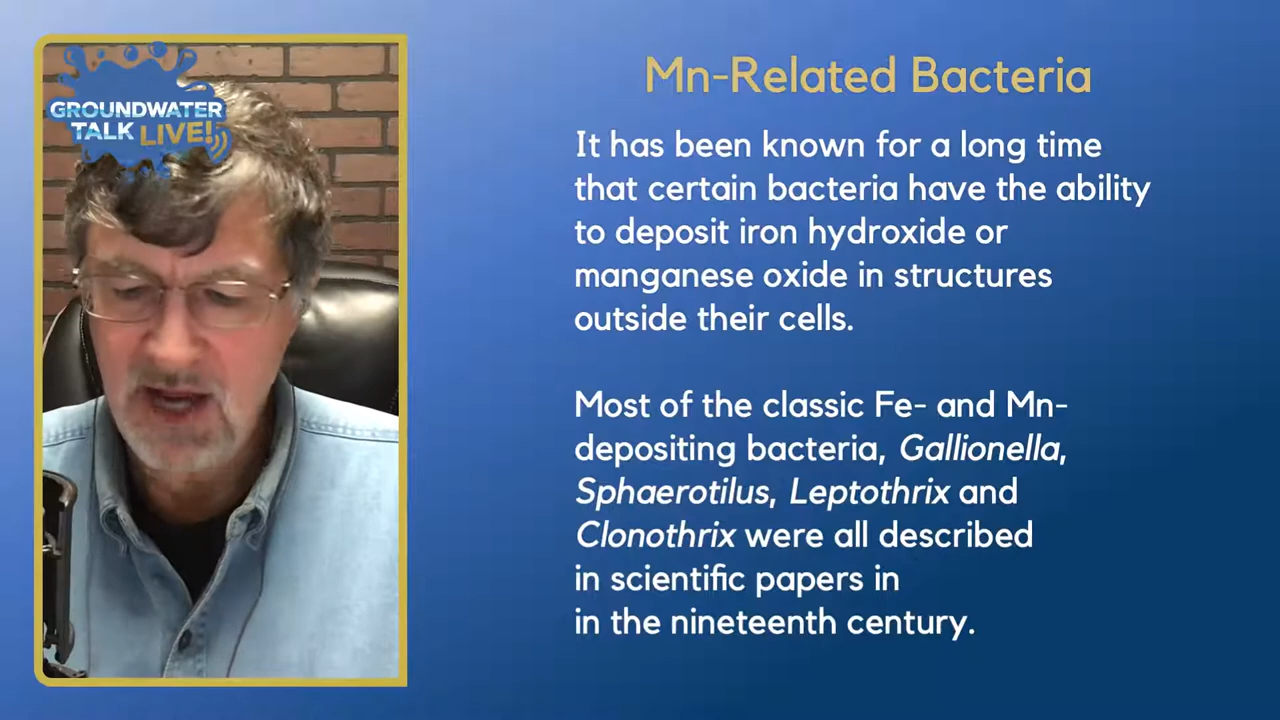 GROUNDWATER
TALK LIVE!
Mn-Related Bacteria
It has been known for a long time
that certain bacteria have the ability
to deposit iron hydroxide or
manganese oxide in structures
outside their cells.
Most of the classic Fe- and Mn-
depositing bacteria, Gallionella,
Sphaerotilus, Leptothrix and
Clonothrix were all described
in scientific papers in
in the nineteenth century.